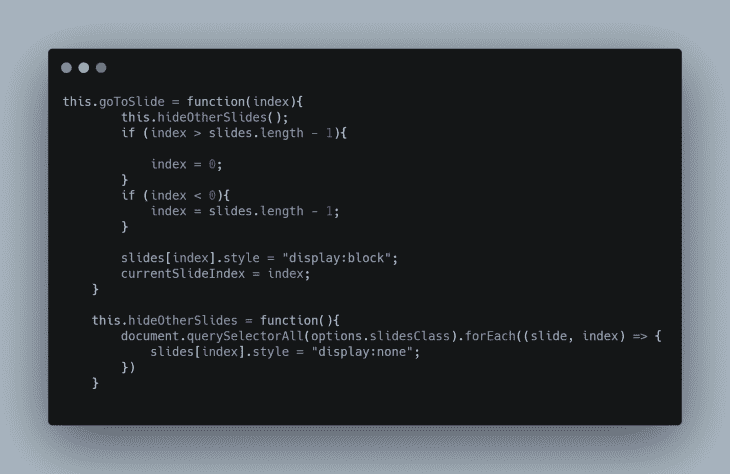 this.goToSlide = function(index){
        this.hideOtherSlides();
        if (index > slides.length - 1){

            index = 0;
        }
        if (index < 0){
            index = slides.length - 1;
        }

        slides[index].style = "display:block";
        currentSlideIndex = index;
    }

    this.hideOtherSlides = function(){
        document.querySelectorAll(options.slidesClass).forEach((slide, index) => {
            slides[index].style = "display:none";
        })
    }